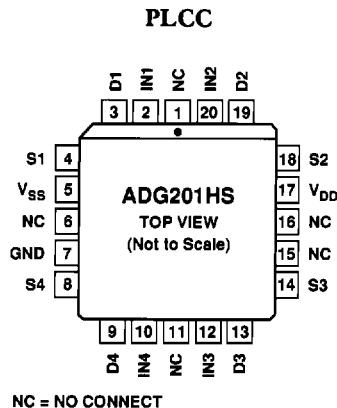 PLCC
D1 IN1 NC IN2 D2
3 2 1 20 19
S1 4 18 S2
VSS 5 17 VDD
NC 6 16 NC
GND 7 15 NC
S4 8 14 S3
ADG201HS
TOP VIEW
(Not to Scale)
9 10 11 12 13
D4 IN4 NC IN3 D3
NC = NO CONNECT